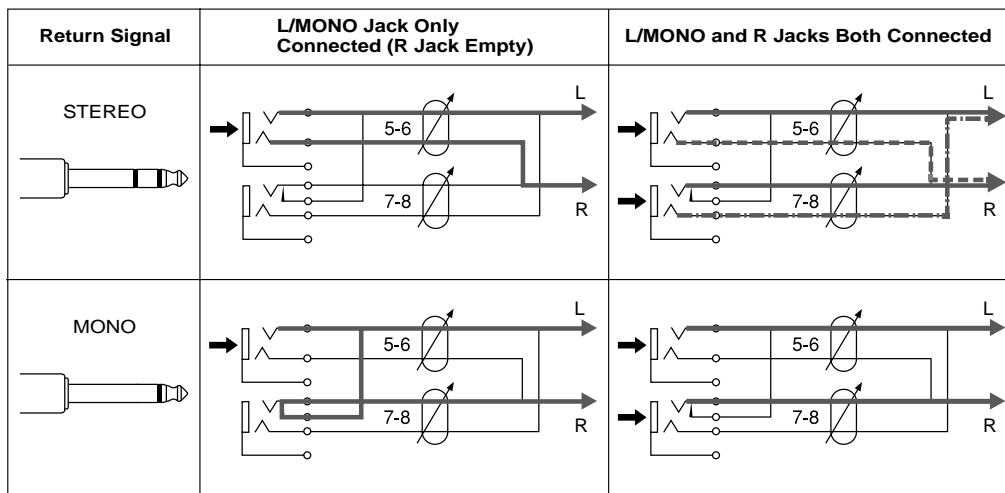 Return Signal
L/MONO Jack Only
Connected (R Jack Empty)
L/MONO and R Jacks Both Connected
STEREO
L
5-6
7-8
R
L
5-6
7-8
R
MONO
L
5-6
7-8
R
L
5-6
7-8
R